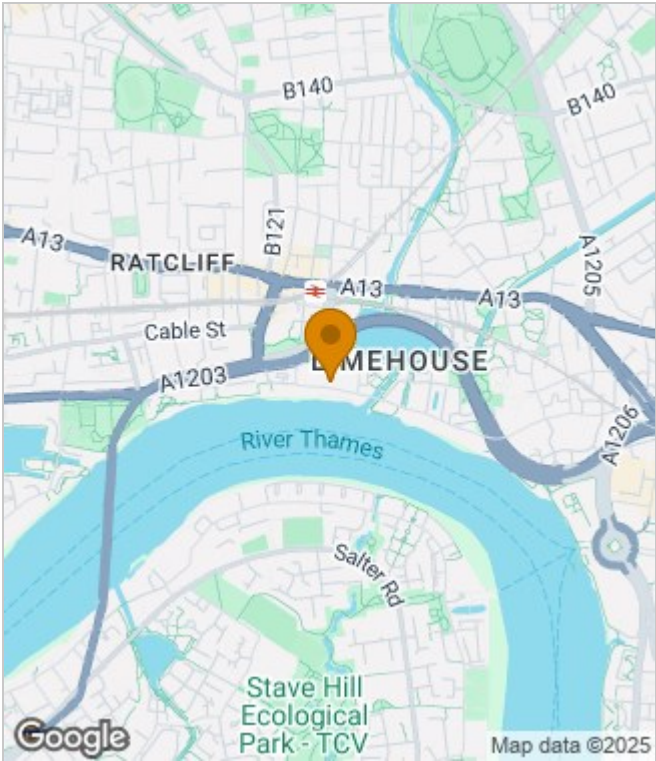 B140
B140
A13
B121
RATCLIFF
A1205
A13
A13
Cable St
LIMEHOUSE
A1203
A1206
River Thames
Salter Rd
Stave Hill
Ecological
Park - TCV
Google
Map data ©2025